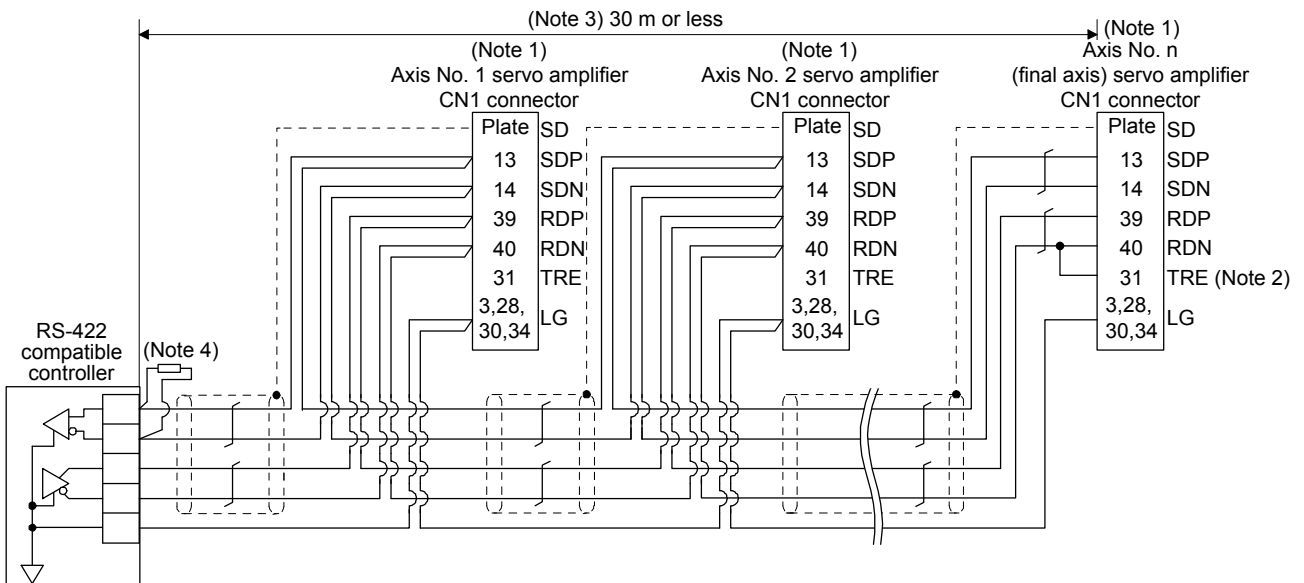 (Note 3) 30 m or less
(Note 1)
Axis No. 1 servo amplifier
CN1 connector
Plate SD
13 SDP
14 SDN
39 RDP
40 RDN
31 TRE
3,28,
30,34 LG
(Note 1)
Axis No. 2 servo amplifier
CN1 connector
Plate SD
13 SDP
14 SDN
39 RDP
40 RDN
31 TRE
3,28,
30,34 LG
(Note 1)
Axis No. n
(final axis) servo amplifier
CN1 connector
Plate SD
13 SDP
14 SDN
39 RDP
40 RDN
31 TRE (Note 2)
3,28,
30,34 LG
RS-422
compatible
controller
(Note 4)